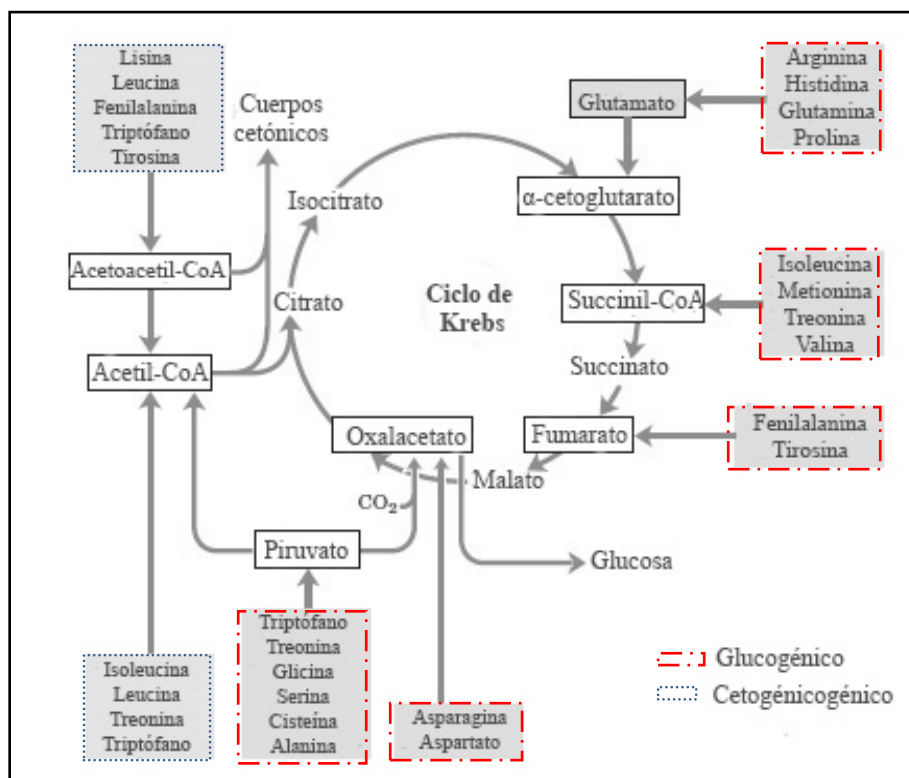 Lisina
Leucina
Fenilalanina
Triptófano
Tirosina
Cuerpos
cetónicos
Glutamato
Arginina
Histidina
Glutamina
Prolina
Isocitrato
α-cetoglutarato
Acetoacetil-CoA
Citrato
Ciclo de
Krebs
Succinil-CoA
Isoleucina
Metionina
Treonina
Valina
Acetil-CoA
Succinato
Oxalacetato
Fumarato
Fenilalanina
Tirosina
Malato
CO₂
Piruvato
Glucosa
Isoleucina
Leucina
Treonina
Triptófano
Triptófano
Treonina
Glicina
Serina
Cisteína
Alanina
Asparagina
Aspartato
Glucogénico
Cetogénicogénico